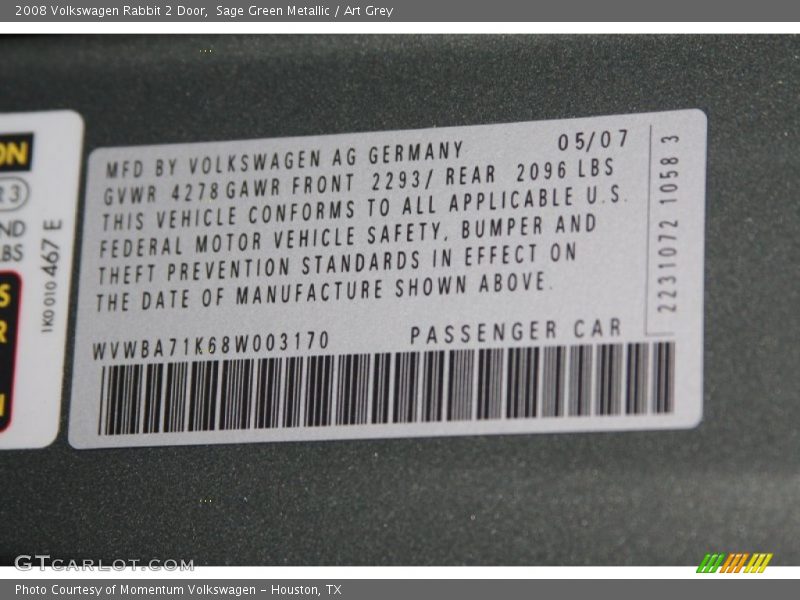 2008 Volkswagen Rabbit 2 Door, Sage Green Metallic / Art Grey
ON
R 3
ND
LBS
S
R
1K0 010 467 E
MFD BY VOLKSWAGEN AG GERMANY 05/07
GVWR 4278 GAWR FRONT 2293/ REAR 2096 LBS
THIS VEHICLE CONFORMS TO ALL APPLICABLE U.S.
FEDERAL MOTOR VEHICLE SAFETY, BUMPER AND
THEFT PREVENTION STANDARDS IN EFFECT ON
THE DATE OF MANUFACTURE SHOWN ABOVE.
WVWBA71K68W003170 PASSENGER CAR
2231072 1058 3
GTcarlot.com
Photo Courtesy of Momentum Volkswagen – Houston, TX